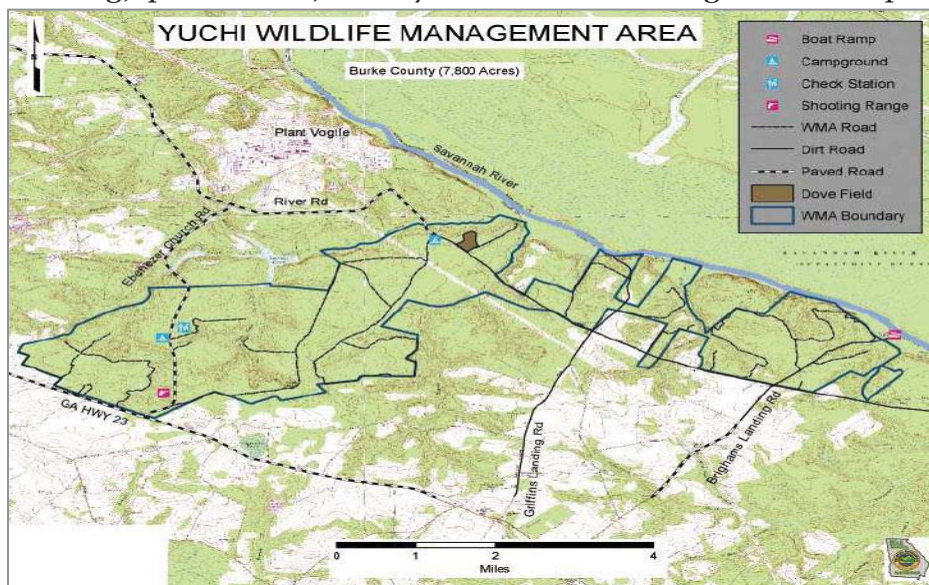 YUCHI WILDLIFE MANAGEMENT AREA
Burke County (7,800 Acres)
Boat Ramp
Campground
Check Station
Shooting Range
WMA Road
Dirt Road
Paved Road
Dove Field
WMA Boundary
Plant Vogtle
Savannah River
River Rd
Ebenezer Church Rd
GA HWY 23
Griffins Landing Rd
Brighams Landing Rd
0 1 2 4
Miles